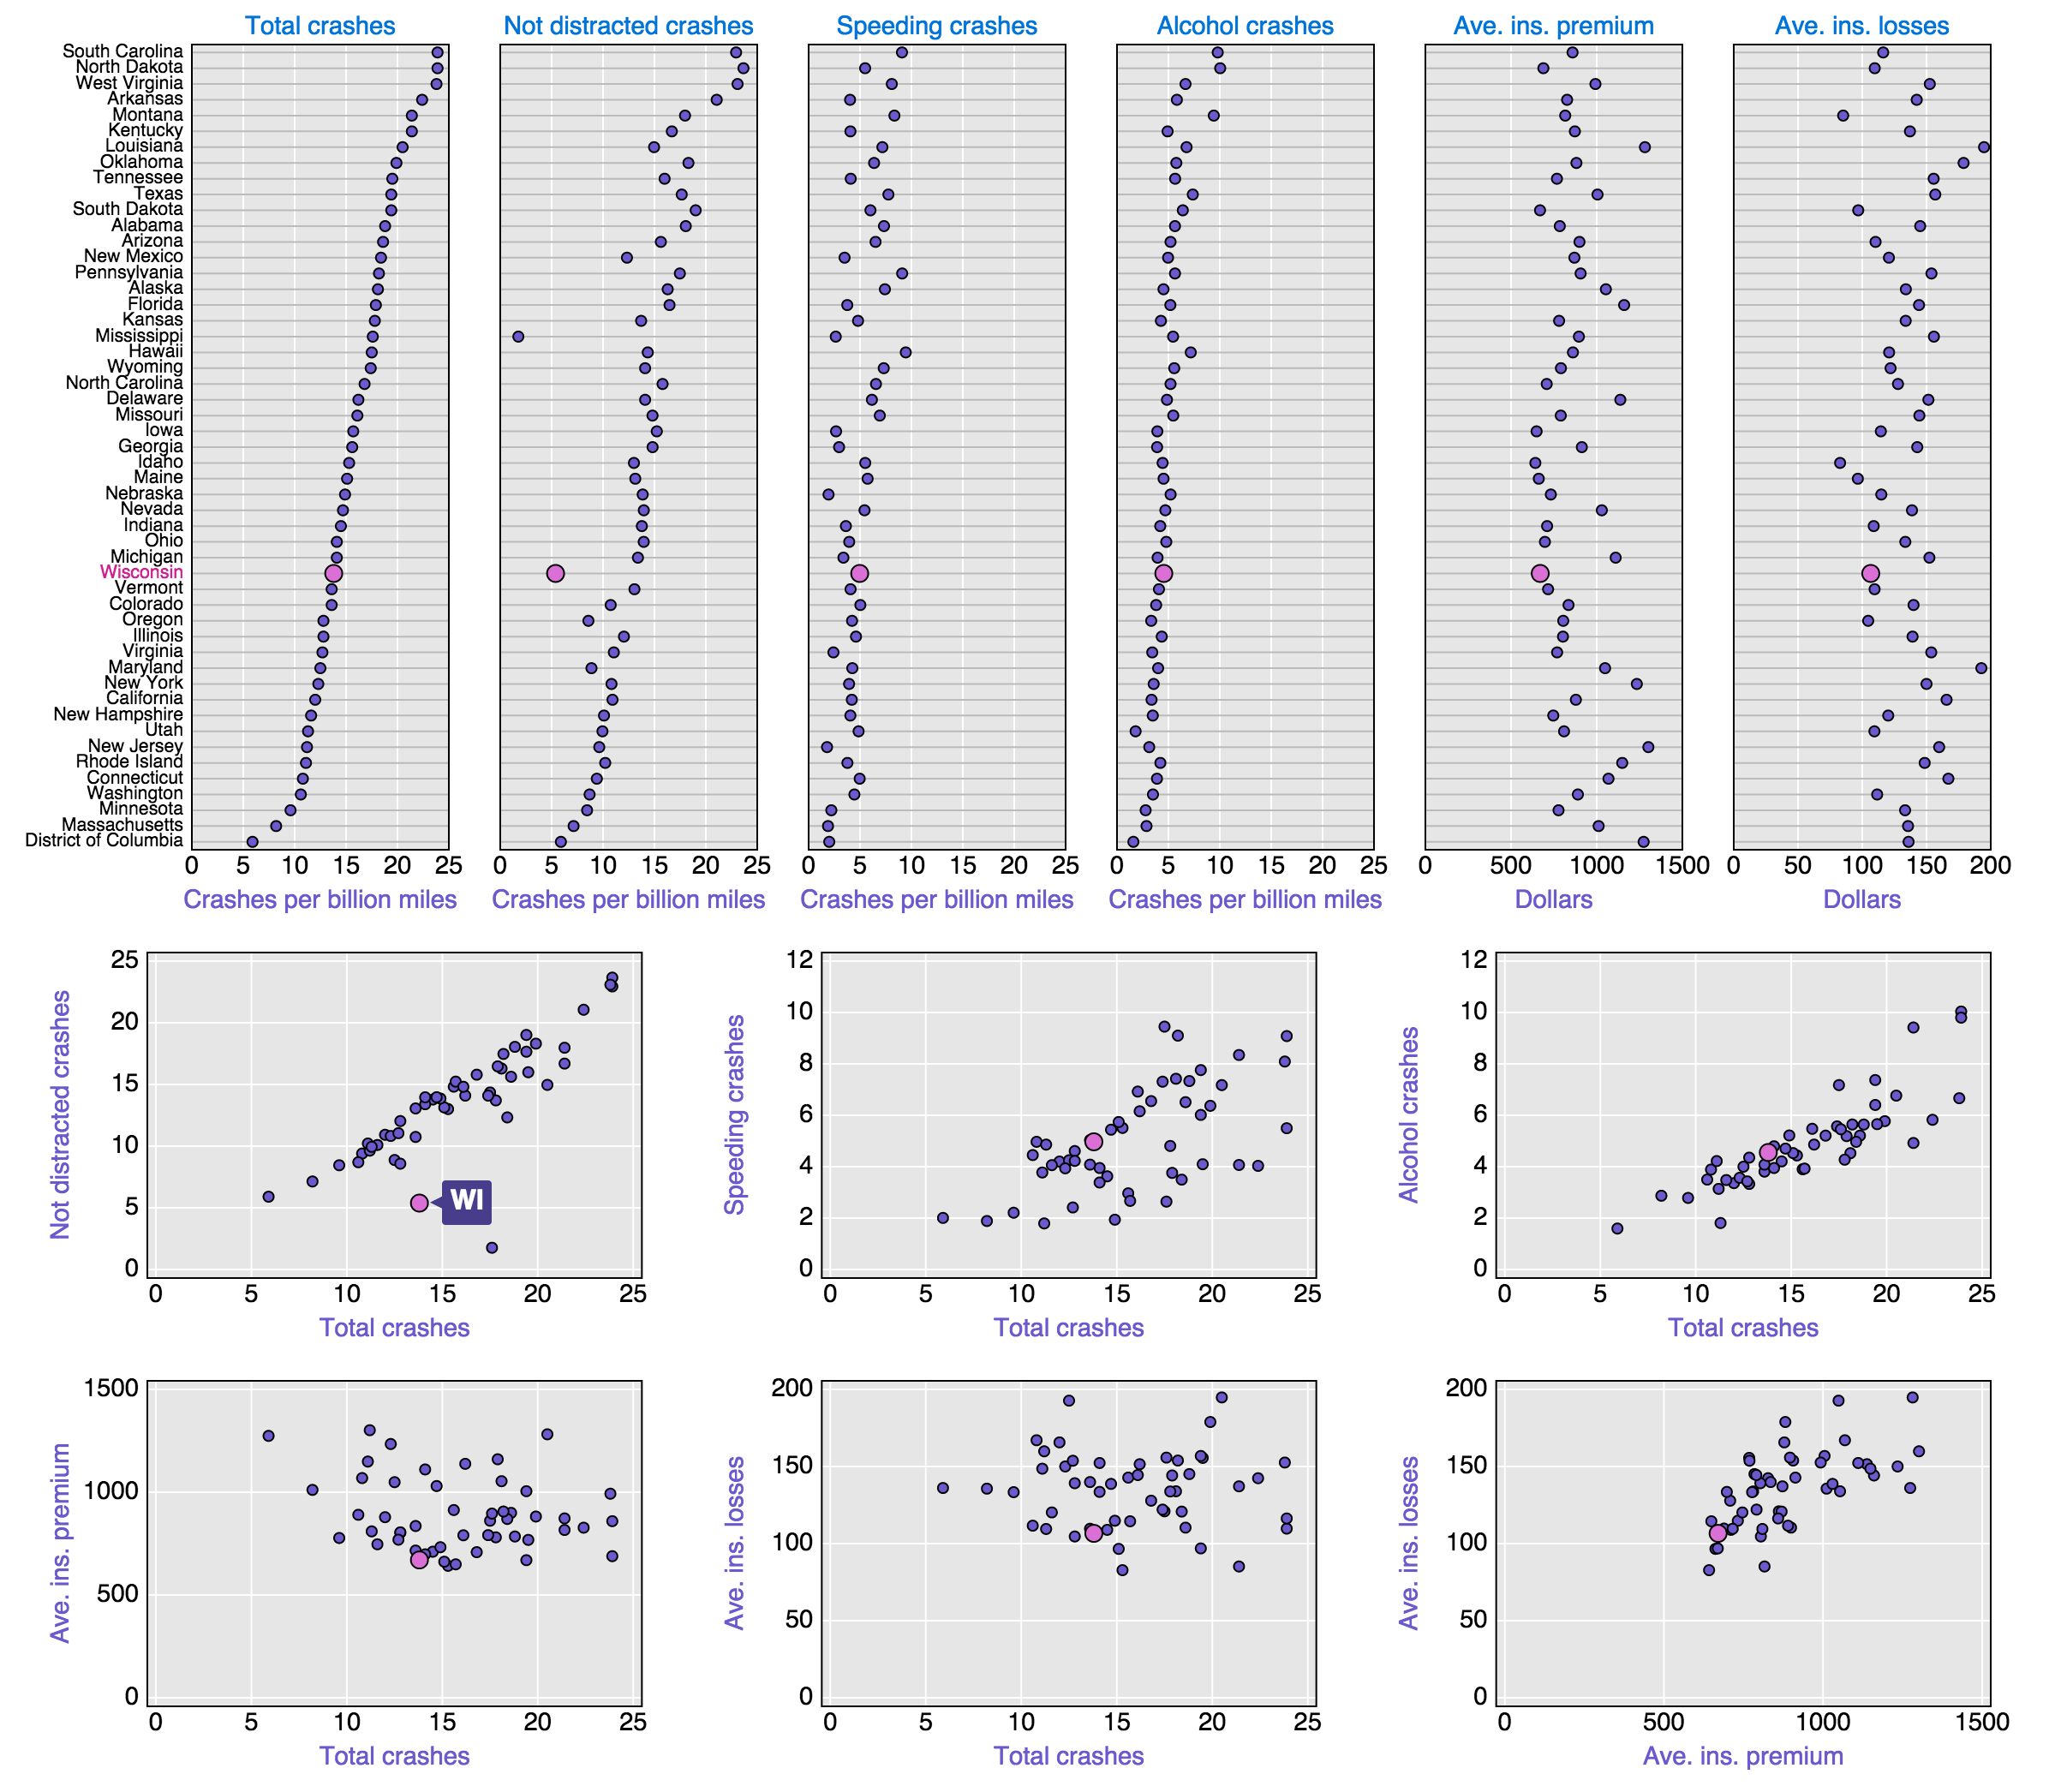 Total crashes Not distracted crashes Speeding crashes Alcohol crashes Ave. ins. premium Ave. ins. losses
South Carolina
North Dakota
West Virginia
Arkansas
Montana
Kentucky
Louisiana
Oklahoma
Tennessee
Texas
South Dakota
Alabama
Arizona
New Mexico
Pennsylvania
Alaska
Florida
Kansas
Mississippi
Hawaii
Wyoming
North Carolina
Delaware
Missouri
Iowa
Georgia
Idaho
Maine
Nebraska
Nevada
Indiana
Ohio
Michigan
Wisconsin
Vermont
Colorado
Oregon
Illinois
Virginia
Maryland
New York
California
New Hampshire
Utah
New Jersey
Rhode Island
Connecticut
Washington
Minnesota
Massachusetts
District of Columbia
0 5 10 15 20 25 0 5 10 15 20 25 0 5 10 15 20 25 0 5 10 15 20 25 0 500 1000 1500 0 50 100 150 200
Crashes per billion miles Crashes per billion miles Crashes per billion miles Crashes per billion miles Dollars Dollars
Not distracted crashes
25
20
15
10
5
0
WI
0 5 10 15 20 25
Total crashes
Speeding crashes
12
10
8
6
4
2
0
0 5 10 15 20 25
Total crashes
Alcohol crashes
12
10
8
6
4
2
0
0 5 10 15 20 25
Total crashes
Ave. ins. premium
1500
1000
500
0
0 5 10 15 20 25
Total crashes
Ave. ins. losses
200
150
100
50
0
0 5 10 15 20 25
Total crashes
Ave. ins. losses
200
150
100
50
0
0 500 1000 1500
Ave. ins. premium